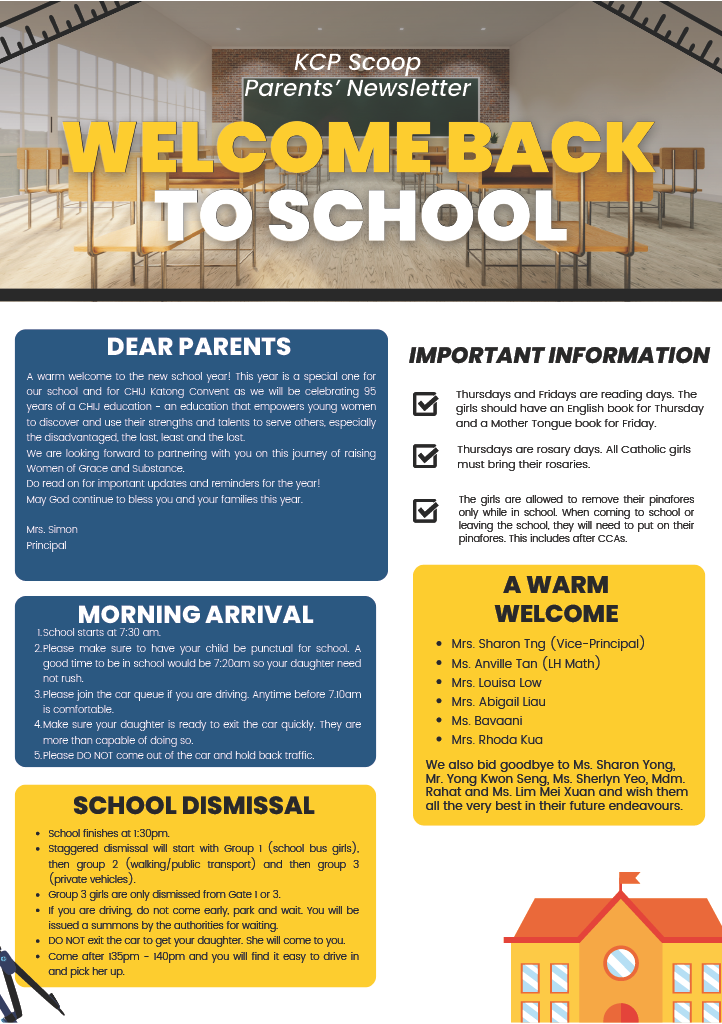 KCP Scoop
Parents' Newsletter
WELCOME BACK
TO SCHOOL
DEAR PARENTS
A warm welcome to the new school year! This year is a special one for
our school and for CHIJ Katong Convent as we will be celebrating 95
years of a CHIJ education - an education that empowers young women
to discover and use their strengths and talents to serve others, especially
the disadvantaged, the last, least and the lost.
We are looking forward to partnering with you on this journey of raising
Women of Grace and Substance.
Do read on for important updates and reminders for the year!
May God continue to bless you and your families this year.
Mrs. Simon
Principal
MORNING ARRIVAL
1.School starts at 7:30 am.
2.Please make sure to have your child be punctual for school. A
good time to be in school would be 7:20am so your daughter need
not rush.
3.Please join the car queue if you are driving. Anytime before 7.10am
is comfortable.
4.Make sure your daughter is ready to exit the car quickly. They are
more than capable of doing so.
5.Please DO NOT come out of the car and hold back traffic.
SCHOOL DISMISSAL
• School finishes at 1:30pm.
• Staggered dismissal will start with Group 1 (school bus girls),
then group 2 (walking/public transport) and then group 3
(private vehicles).
• Group 3 girls are only dismissed from Gate 1 or 3.
• If you are driving, do not come early, park and wait. You will be
issued a summons by the authorities for waiting.
• DO NOT exit the car to get your daughter. She will come to you.
• Come after 135pm - 140pm and you will find it easy to drive in
and pick her up.
IMPORTANT INFORMATION
Thursdays and Fridays are reading days. The
girls should have an English book for Thursday
and a Mother Tongue book for Friday.
Thursdays are rosary days. All Catholic girls
must bring their rosaries.
The girls are allowed to remove their pinafores
only while in school. When coming to school or
leaving the school, they will need to put on their
pinafores. This includes after CCAs.
A WARM
WELCOME
• Mrs. Sharon Tng (Vice-Principal)
• Ms. Anville Tan (LH Math)
• Mrs. Louisa Low
• Mrs. Abigail Liau
• Ms. Bavaani
• Mrs. Rhoda Kua
We also bid goodbye to Ms. Sharon Yong,
Mr. Yong Kwon Seng, Ms. Sherlyn Yeo, Mdm.
Rahat and Ms. Lim Mei Xuan and wish them
all the very best in their future endeavours.